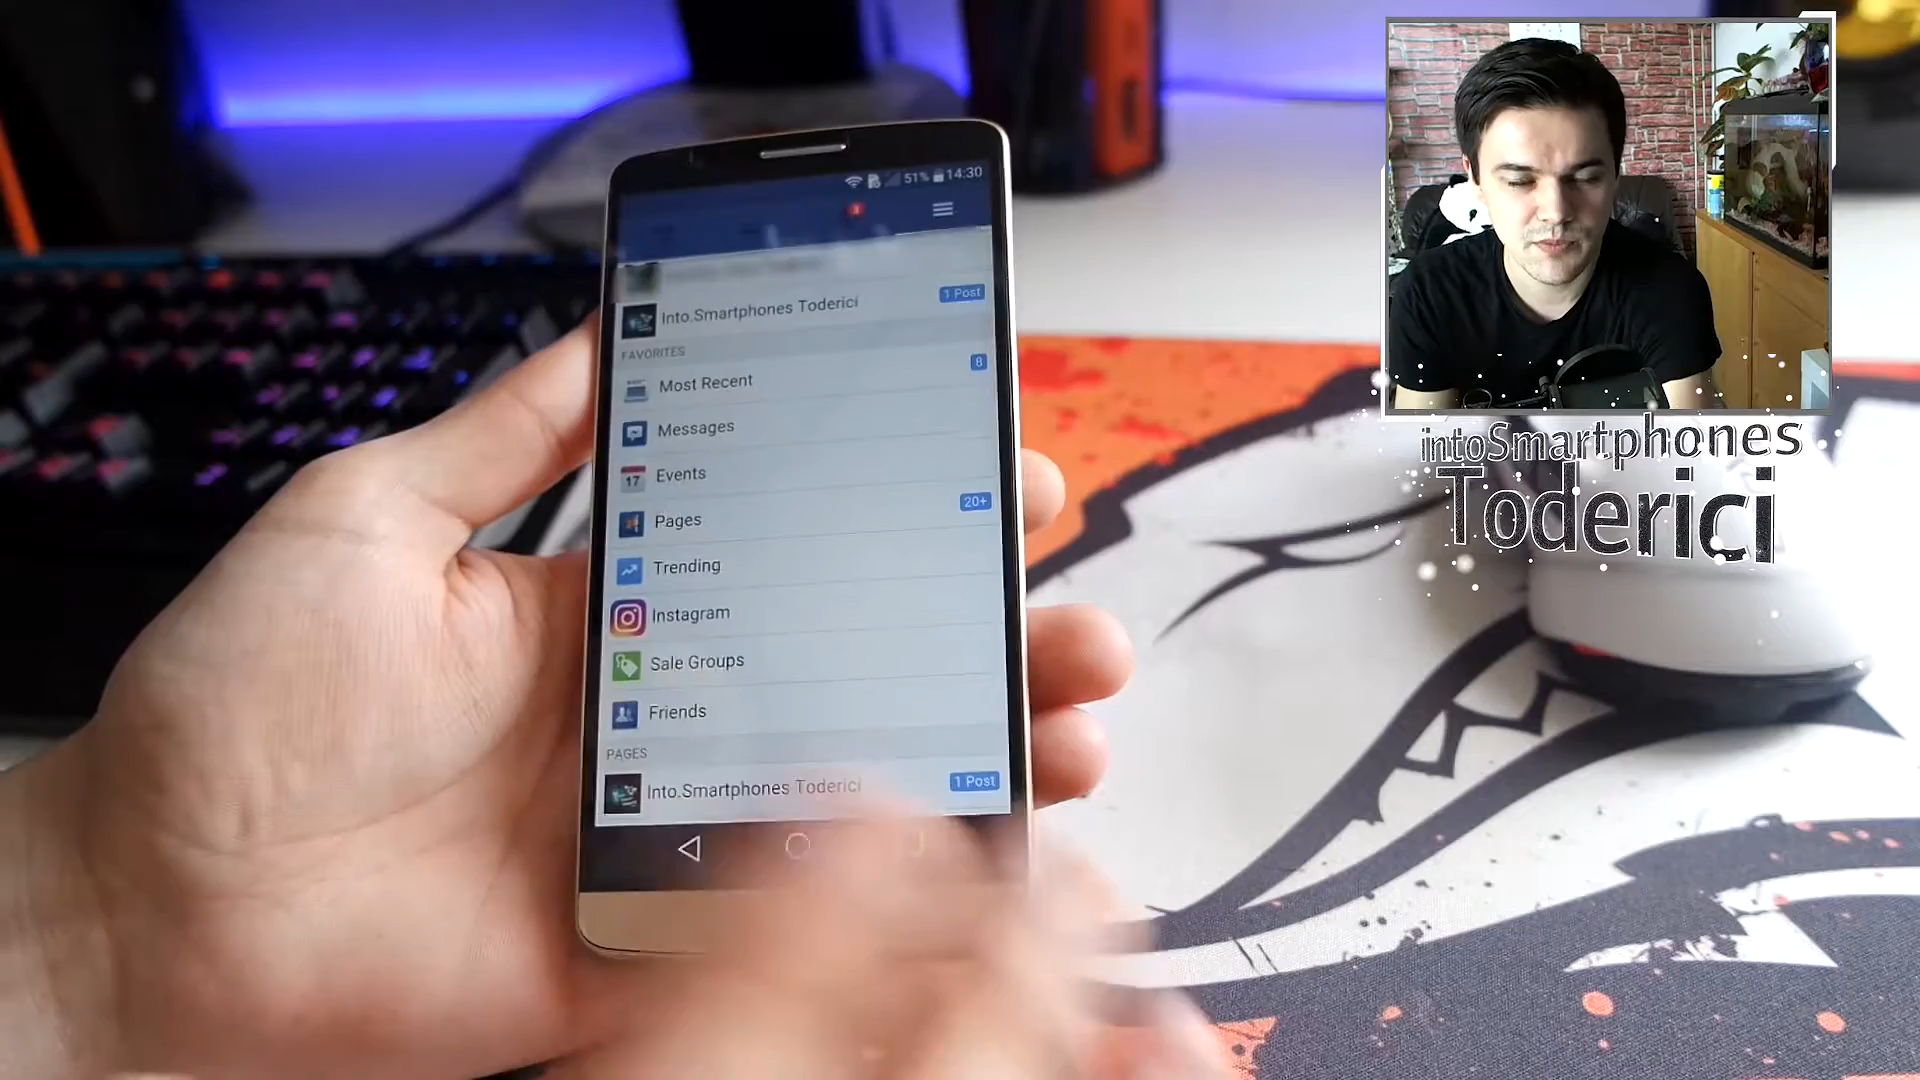 51% 14:30
Into.Smartphones Toderici 1 Post
FAVORITES
Most Recent 8
Messages
17 Events
Pages 20+
Trending
Instagram
Sale Groups
Friends
PAGES
Into.Smartphones Toderici 1 Post
intoSmartphones
Toderici